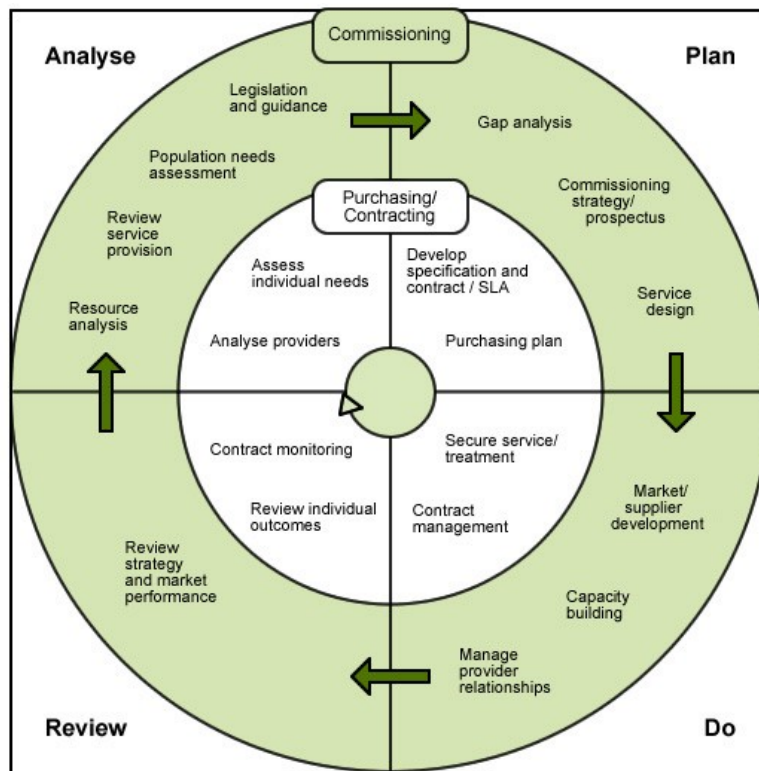 Analyse
Commissioning
Plan
Legislation
and guidance
Gap analysis
Population needs
assessment
Commissioning
strategy/
prospectus
Review
service
provision
Purchasing/
Contracting
Assess
individual needs
Develop
specification and
contract / SLA
Resource
analysis
Service
design
Analyse providers
Purchasing plan
Contract monitoring
Secure service/
treatment
Review individual
outcomes
Contract
management
Market/
supplier
development
Review
strategy
and market
performance
Capacity
building
Manage
provider
relationships
Review
Do